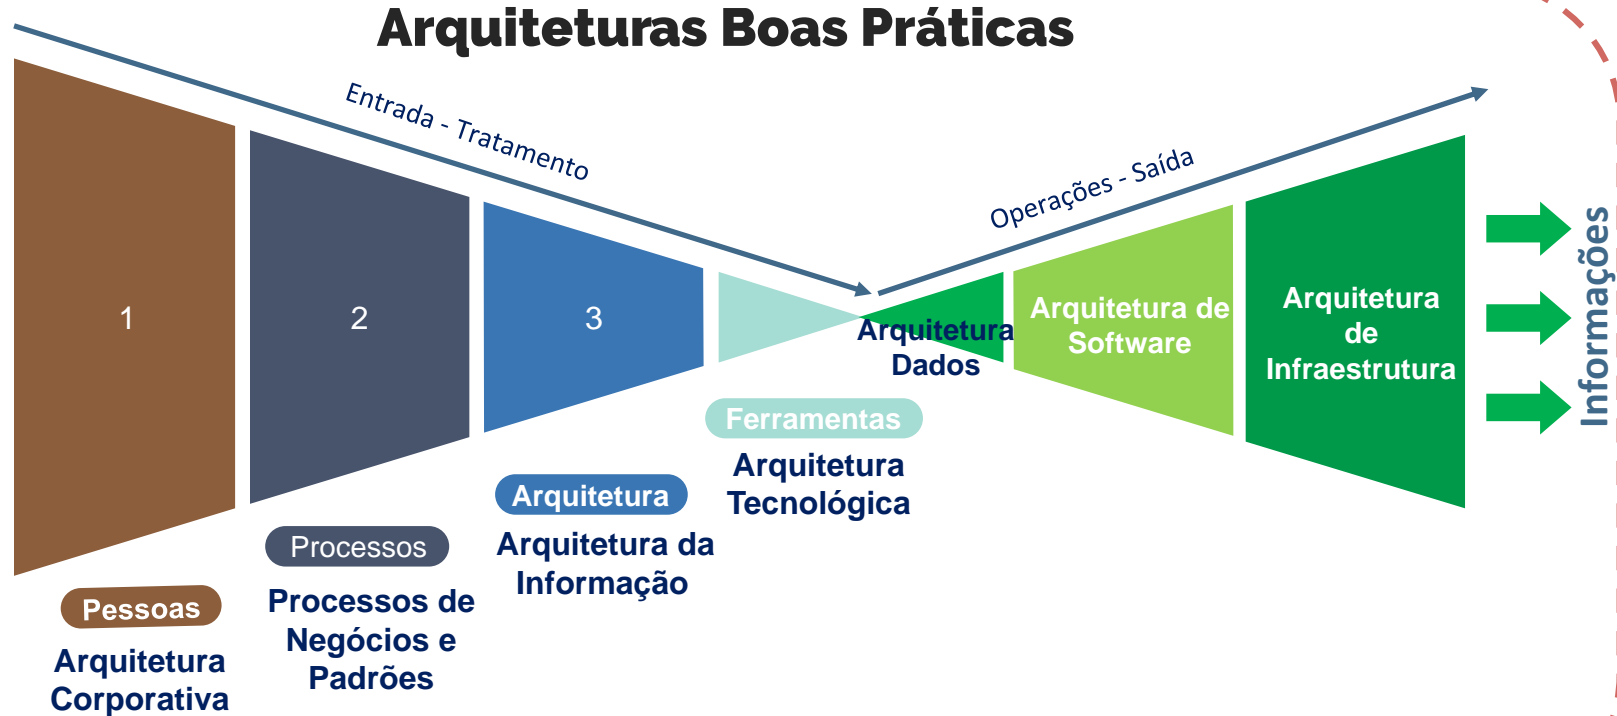 Arquiteturas Boas Práticas
Entrada - Tratamento
Operações - Saída
1
2
3
Arquitetura
Dados
Arquitetura de
Software
Arquitetura
de
Infraestrutura
Informações
Pessoas
Arquitetura
Corporativa
Processos
Processos de
Negócios e
Padrões
Arquitetura
Arquitetura da
Informação
Ferramentas
Arquitetura
Tecnológica